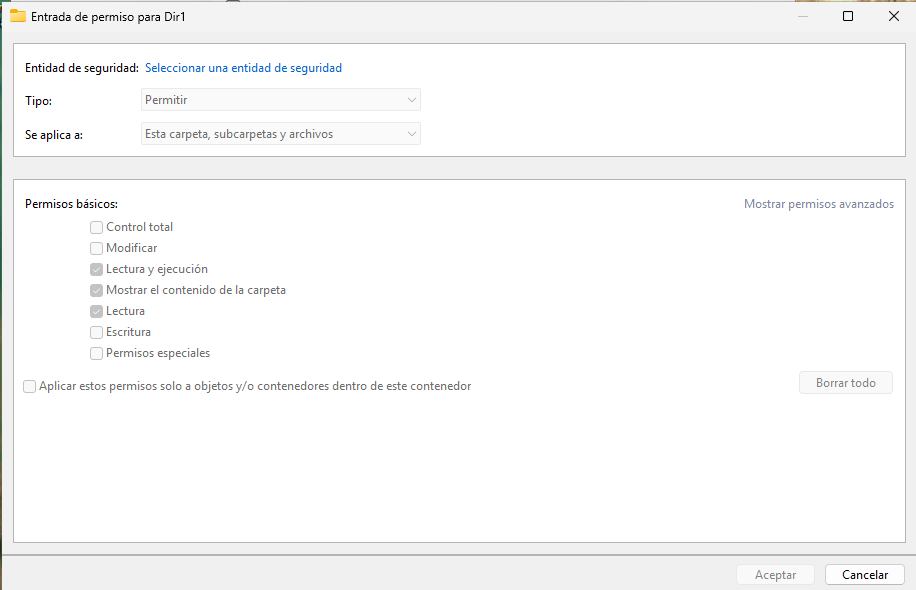 Entrada de permiso para Dir1
Entidad de seguridad: Seleccionar una entidad de seguridad
Tipo: Permitir
Se aplica a: Esta carpeta, subcarpetas y archivos
Permisos básicos: Mostrar permisos avanzados
Control total
Modificar
Lectura y ejecución
Mostrar el contenido de la carpeta
Lectura
Escritura
Permisos especiales
Aplicar estos permisos solo a objetos y/o contenedores dentro de este contenedor Borrar todo
Aceptar Cancelar